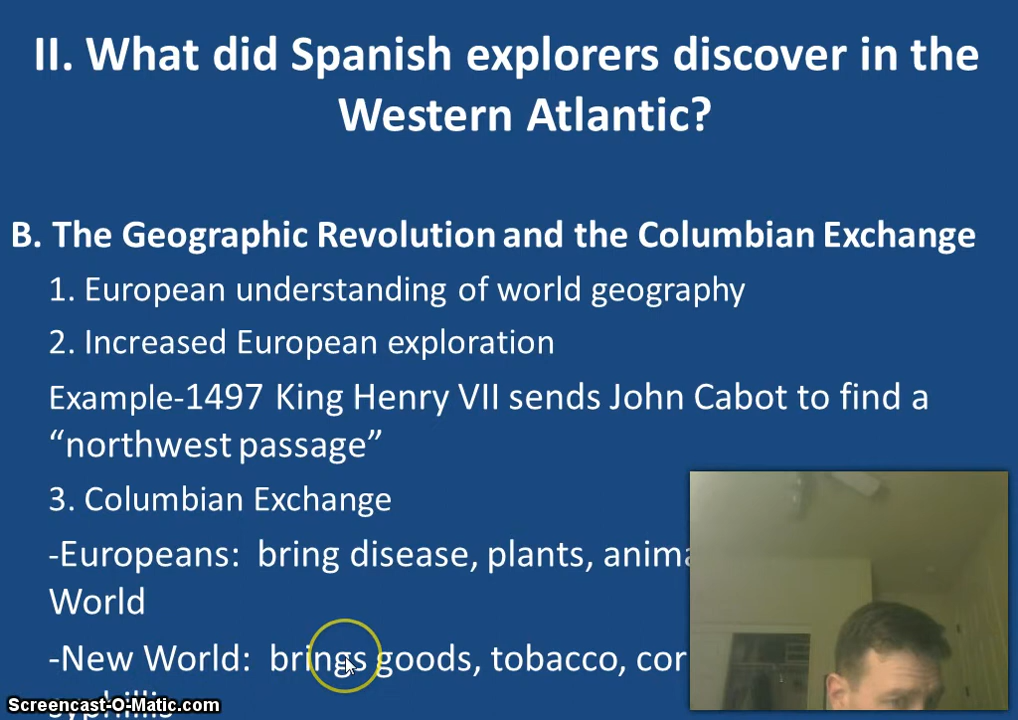 II. What did Spanish explorers discover in the
Western Atlantic?
B. The Geographic Revolution and the Columbian Exchange
1. European understanding of world geography
2. Increased European exploration
Example-1497 King Henry VII sends John Cabot to find a
“northwest passage”
3. Columbian Exchange
-Europeans: bring disease, plants,
World
-New World: brings goods, tobacco,
syphillis
Screencast-O-Matic.com